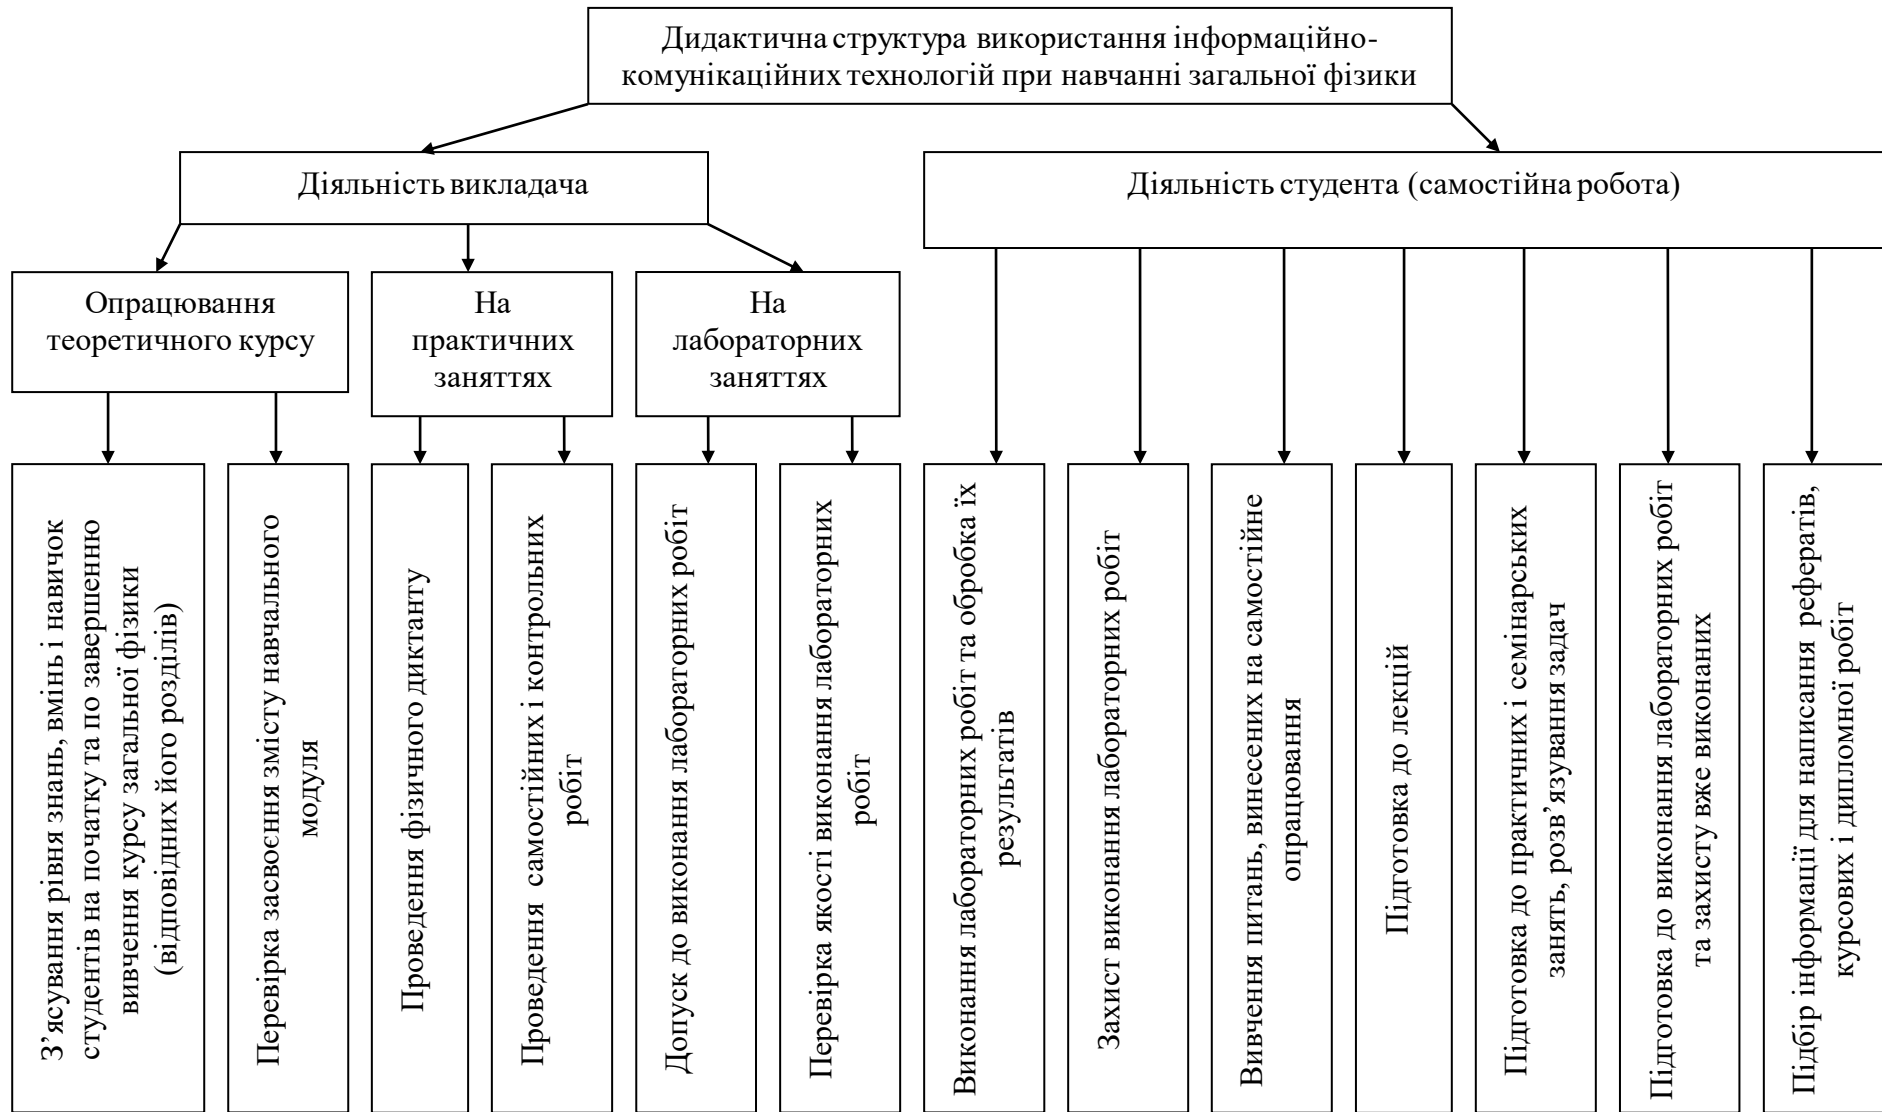 Дидактична структура використання інформаційно-
комунікаційних технологій при навчанні загальної фізики
Діяльність викладача
Діяльність студента (самостійна робота)
Опрацювання
теоретичного курсу
На
практичних
заняттях
На
лабораторних
заняттях
З’ясування рівня знань, вмінь і навичок
студентів на початку та по завершенню
вивчення курсу загальної фізики
(відповідних його розділів)
Перевірка засвоєння змісту навчального
модуля
Проведення фізичного диктанту
Проведення самостійних і контрольних
робіт
Допуск до виконання лабораторних робіт
Перевірка якості виконання лабораторних
робіт
Виконання лабораторних робіт та обробка їх
результатів
Захист виконання лабораторних робіт
Вивчення питань, винесених на самостійне
опрацювання
Підготовка до лекцій
Підготовка до практичних і семінарських
занять, розв’язування задач
Підготовка до виконання лабораторних робіт
та захисту вже виконаних
Підбір інформації для написання рефератів,
курсових і дипломної робіт